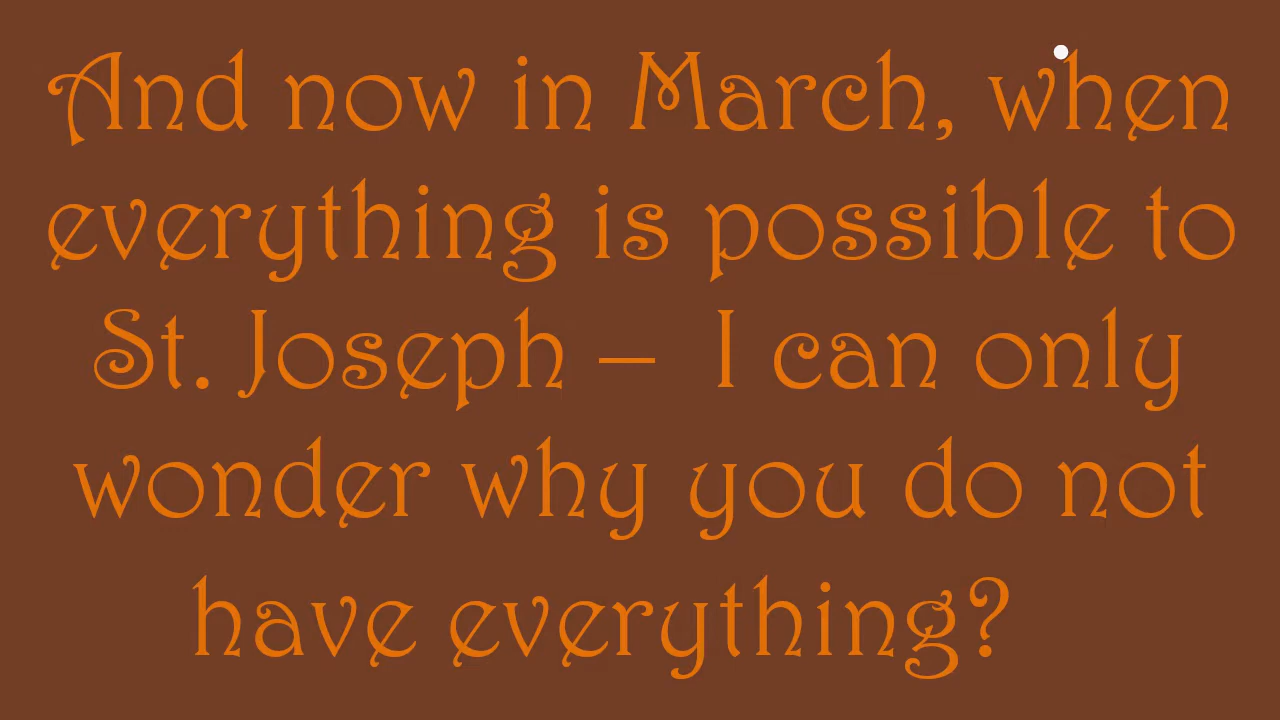 And now in March, when
everything is possible to
St. Joseph – I can only
wonder why you do not
have everything?